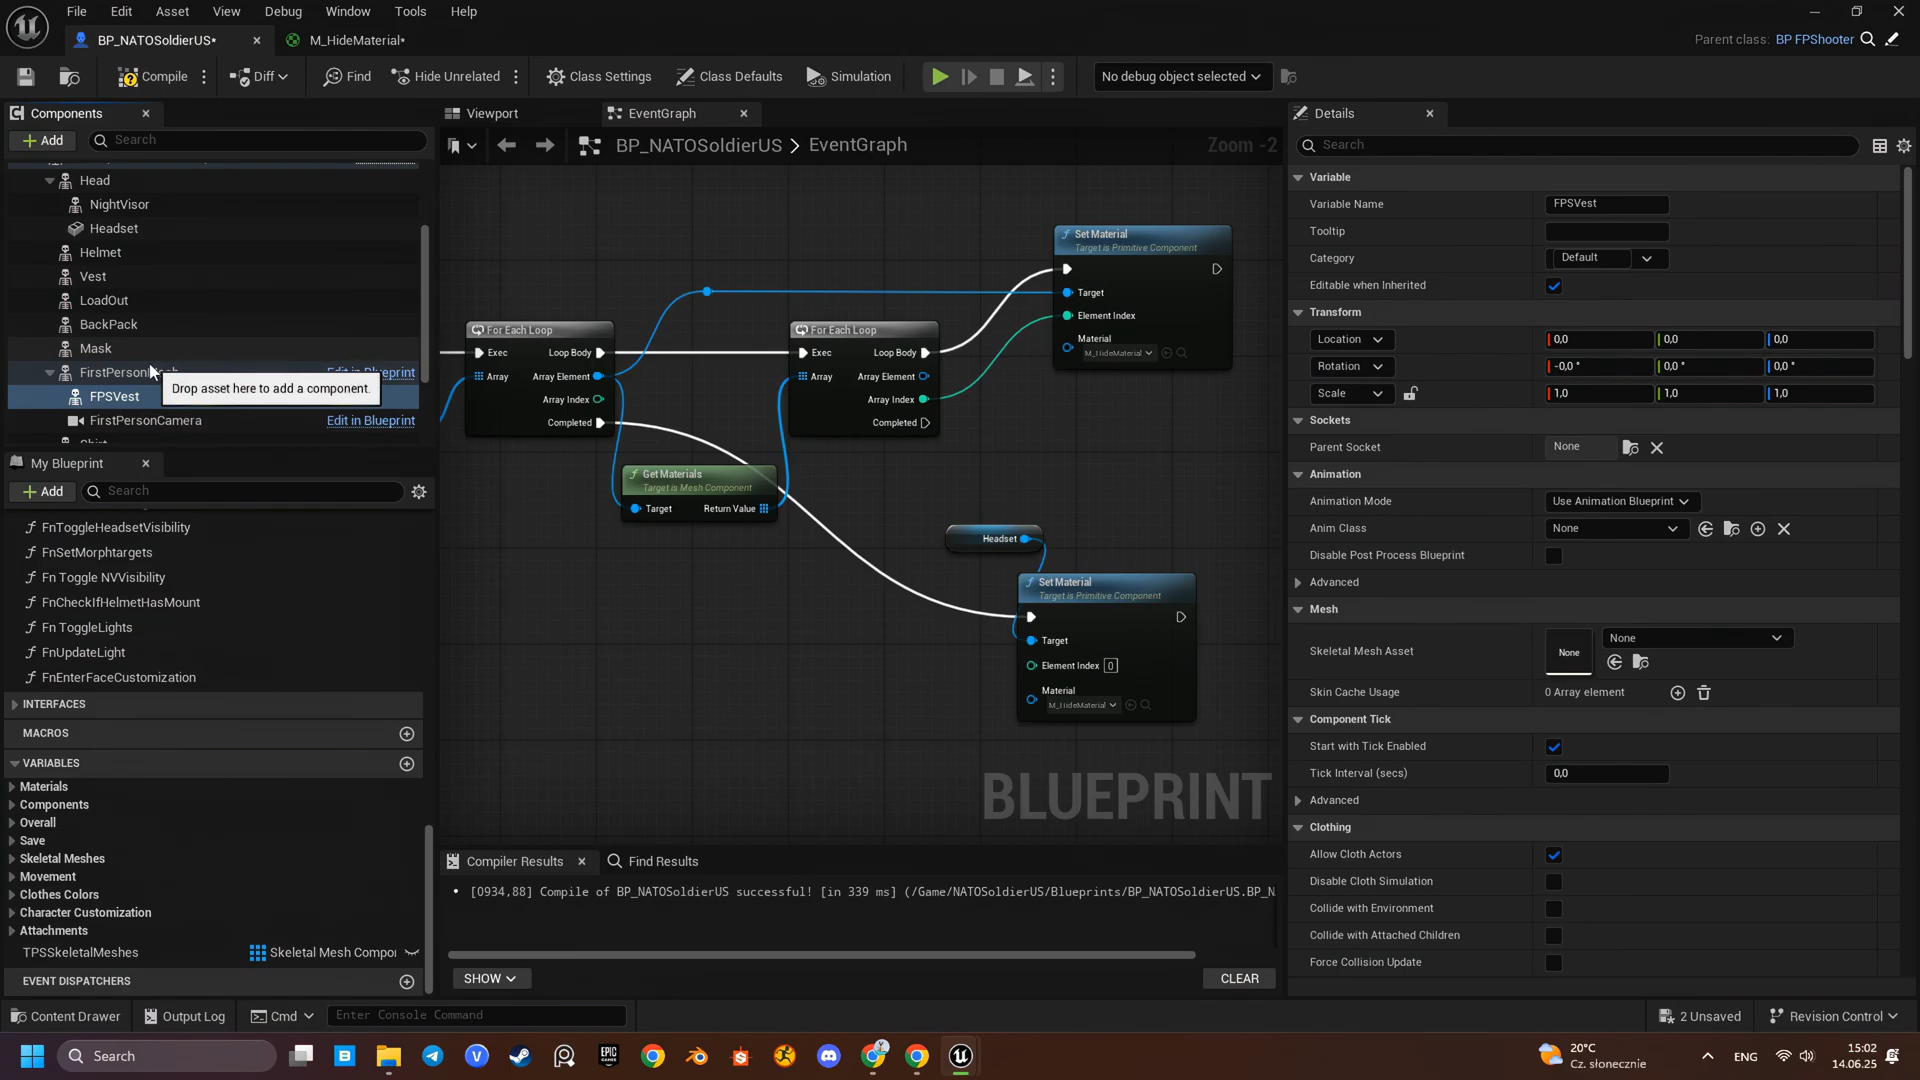 File Edit Asset View Debug Window Tools Help
BP_NATOSoldierUS*
M_HideMaterial*
Parent class: BP FPShooter
Compile
Diff
Find
Hide Unrelated
Class Settings
Class Defaults
Simulation
No debug object selected
Components
Add
Search
Head
NightVisor
Headset
Helmet
Vest
LoadOut
BackPack
Mask
Edit in Blueprint
Drop asset here to add a component.
FPSVest
FirstPersonCamera
Edit in Blueprint
My Blueprint
Add
Search
FnToggleHeadsetVisibility
FnSetMorphtargets
Fn Toggle NVVisibility
FnCheckIfHelmetHasMount
Fn ToggleLights
FnUpdateLight
FnEnterFaceCustomization
INTERFACES
MACROS
VARIABLES
Materials
Components
Overall
Save
Skeletal Meshes
Movement
Clothes Colors
Character Customization
Attachments
TPSSkeletalMeshes
Skeletal Mesh Compo
EVENT DISPATCHERS
Viewport
EventGraph
BP_NATOSoldierUS > EventGraph
Zoom -2
For Each Loop
Exec Loop Body
Array Array Element
Array Index
Completed
Get Materials
Target is Mesh Component
Target Return Value
For Each Loop
Exec Loop Body
Array Array Element
Array Index
Completed
Set Material
Target is Primitive Component
Target
Element Index
Material
M_HideMaterial
Headset
Set Material
Target is Primitive Component
Target
Element Index 0
Material
M_HideMaterial
BLUEPRINT
Compiler Results
Find Results
[0934,88] Compile of BP_NATOSoldierUS successful! [in 339 ms] (/Game/NATOSoldierUS/Blueprints/BP_NATOSoldierUS.BP_N
SHOW
CLEAR
Details
Search
Variable
Variable Name FPSVest
Tooltip
Category Default
Editable when Inherited
Transform
Location 0,0 0,0 0,0
Rotation -0,0 ° 0,0 ° 0,0 °
Scale 1,0 1,0 1,0
Sockets
Parent Socket None
Animation
Animation Mode Use Animation Blueprint
Anim Class None
Disable Post Process Blueprint
Advanced
Mesh
Skeletal Mesh Asset None None
Skin Cache Usage 0 Array element
Component Tick
Start with Tick Enabled
Tick Interval (secs) 0,0
Advanced
Clothing
Allow Cloth Actors
Disable Cloth Simulation
Collide with Environment
Collide with Attached Children
Force Collision Update
Content Drawer
Output Log
Cmd
Enter Console Command
2 Unsaved
Revision Control
Search
EPIC GAMES
20°C
Cz. słonecznie
ENG
15:02
14.06.25